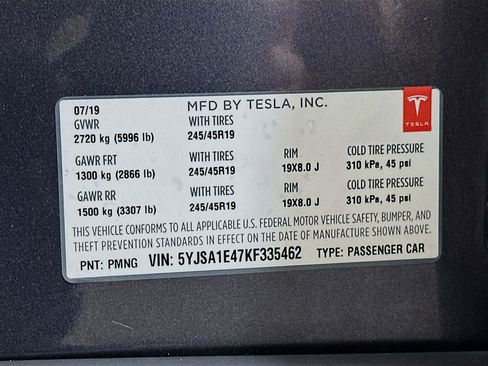 07/19 MFD BY TESLA, INC.
GVWR WITH TIRES
2720 kg (5996 lb) 245/45R19
TESLA
GAWR FRT WITH TIRES RIM COLD TIRE PRESSURE
1300 kg (2866 lb) 245/45R19 19X8.0 J 310 kPa, 45 psi
GAWR RR WITH TIRES RIM COLD TIRE PRESSURE
1500 kg (3307 lb) 245/45R19 19X8.0 J 310 kPa, 45 psi
THIS VEHICLE CONFORMS TO ALL APPLICABLE U.S. FEDERAL MOTOR VEHICLE SAFETY, BUMPER, AND
THEFT PREVENTION STANDARDS IN EFFECT ON THE DATE OF MANUFACTURE SHOWN ABOVE.
PNT: PMNG VIN: 5YJSA1E47KF335462 TYPE: PASSENGER CAR